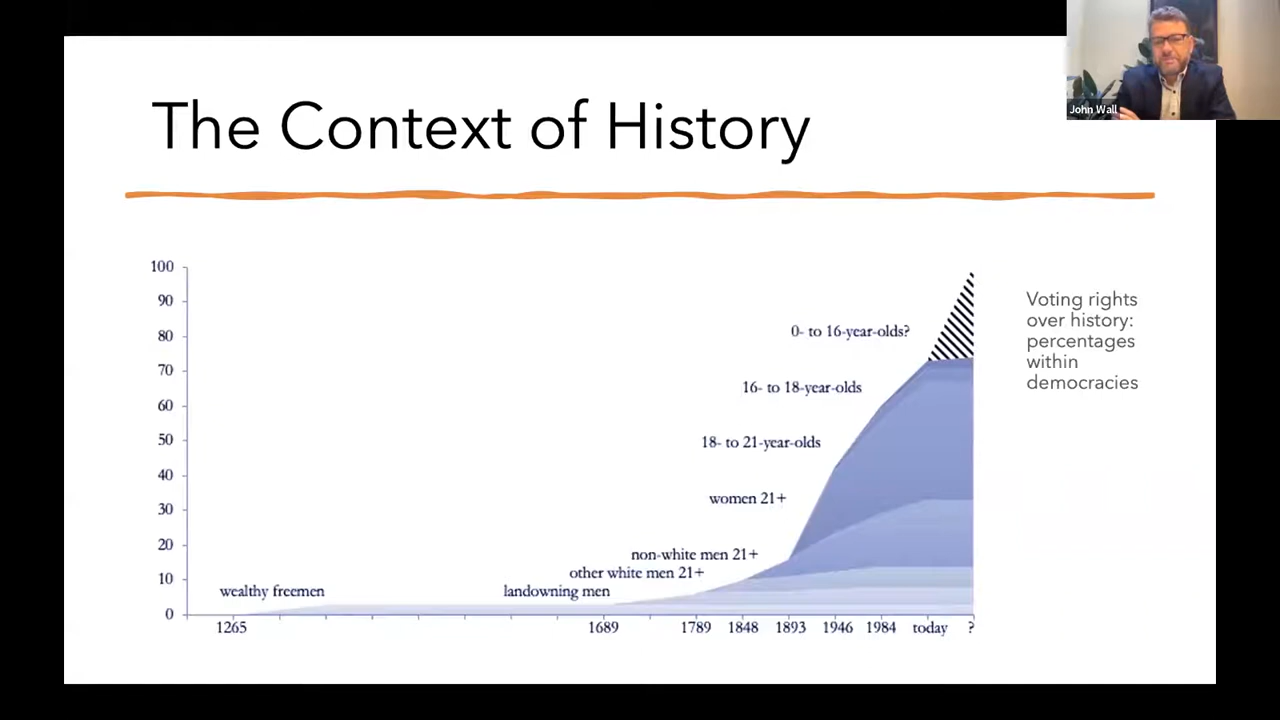 John Wall
The Context of History
Voting rights
over history:
percentages
within
democracies
100
90
80
70
60
50
40
30
20
10
0
0- to 16-year-olds?
16- to 18-year-olds
18- to 21-year-olds
women 21+
non-white men 21+
other white men 21+
wealthy freemen
landowning men
1265 1689 1789 1848 1893 1946 1984 today ?